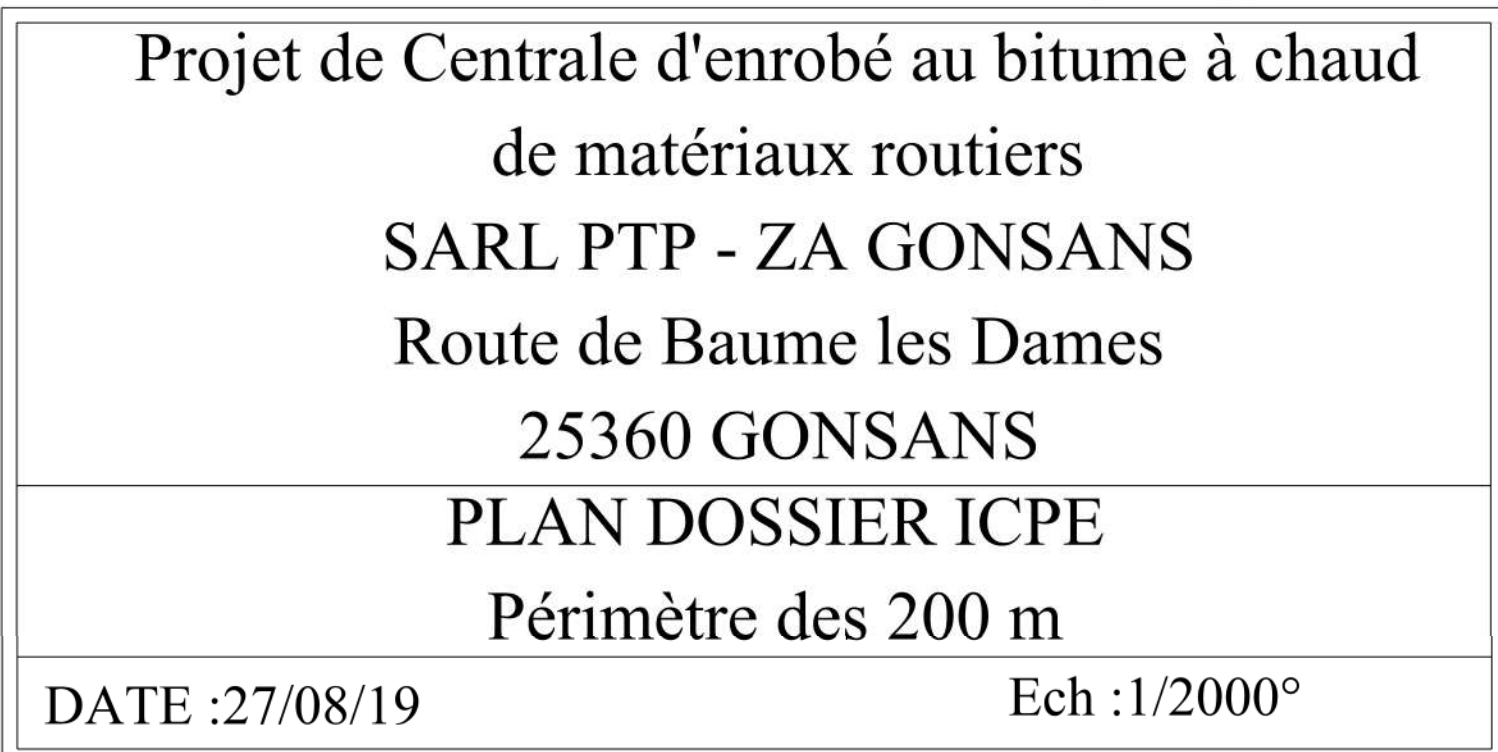 Projet de Centrale d'enrobé au bitume à chaud
de matériaux routiers
SARL PTP - ZA GONSANS
Route de Baume les Dames
25360 GONSANS
PLAN DOSSIER ICPE
Périmètre des 200 m
DATE :27/08/19 Ech :1/2000°